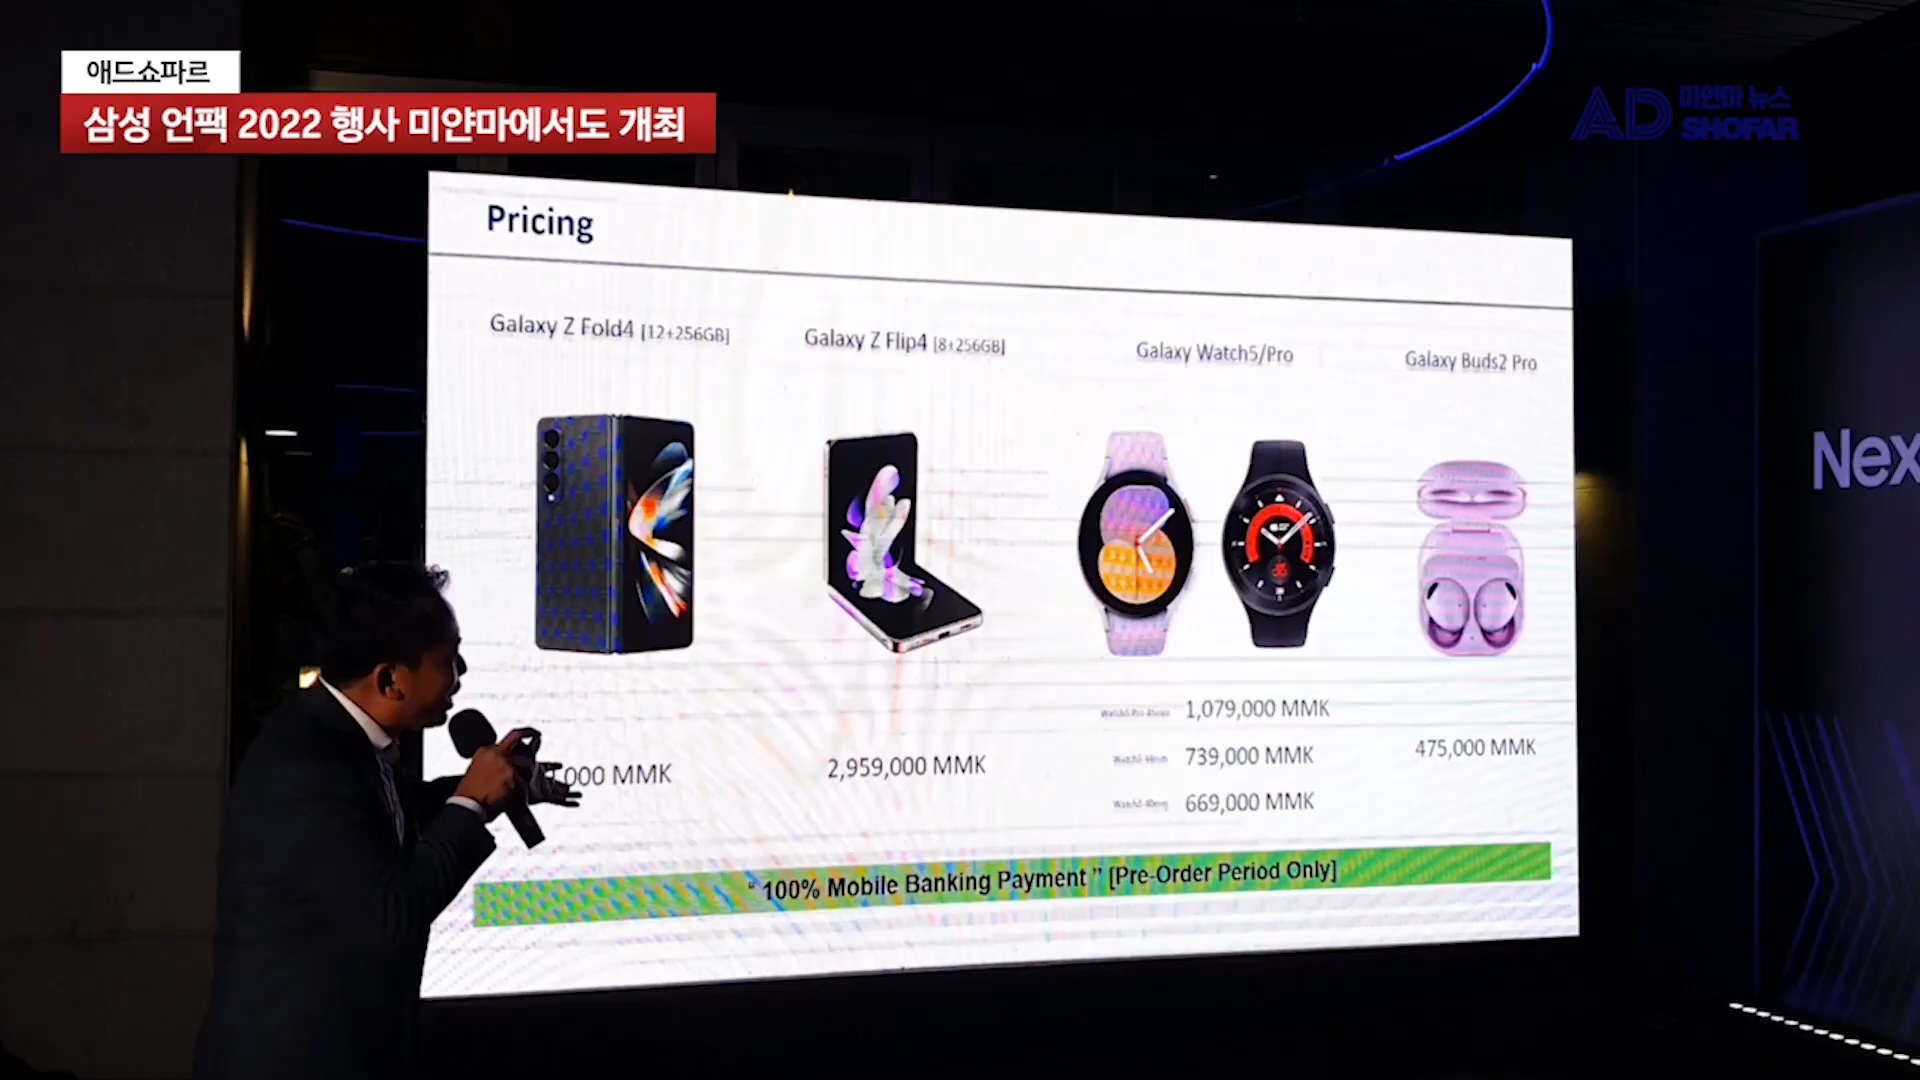 애드쇼파르
삼성 언팩 2022 행사 미얀마에서도 개최
AD 미얀마 뉴스
SHOFAR
Pricing
Galaxy Z Fold4 [12+256GB]
Galaxy Z Flip4 [8+256GB]
Galaxy Watch5/Pro
Galaxy Buds2 Pro
000 MMK
2,959,000 MMK
1,079,000 MMK
739,000 MMK
669,000 MMK
475,000 MMK
“ 100% Mobile Banking Payment ” [Pre-Order Period Only]
Nex